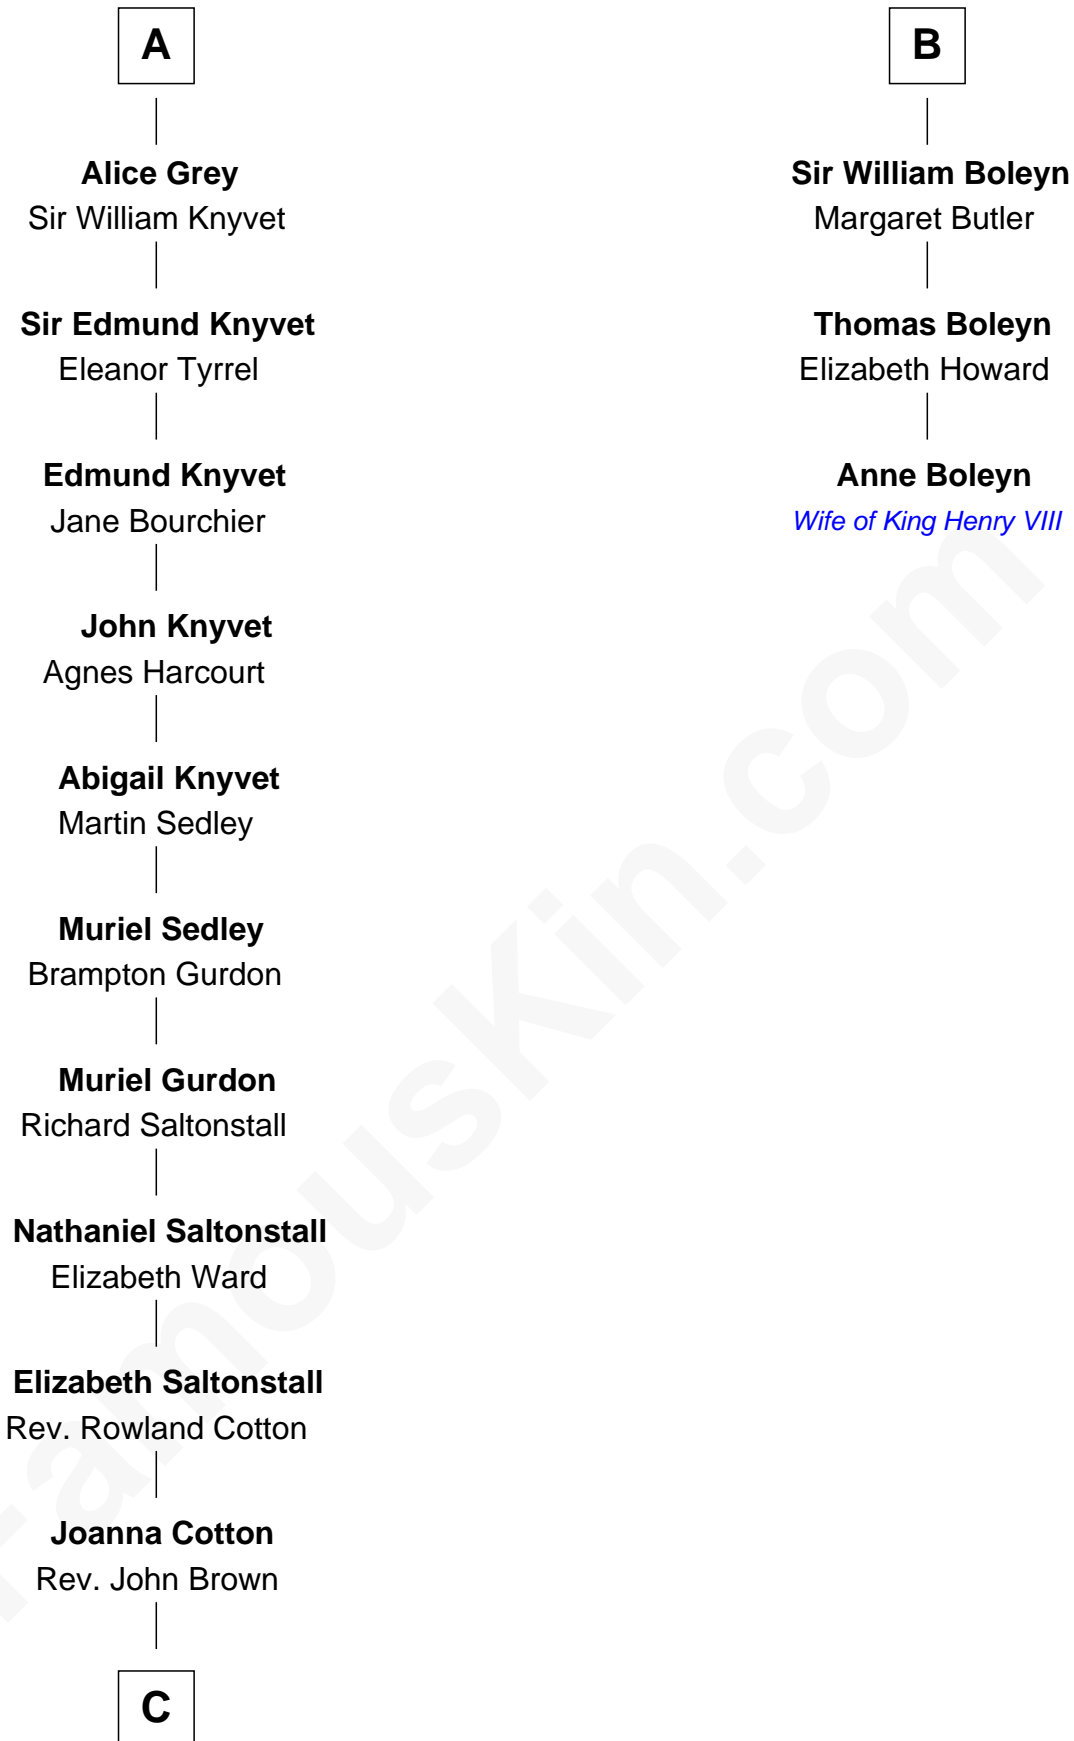 A
Alice Grey
Sir William Knyvet
Sir Edmund Knyvet
Eleanor Tyrrel
Edmund Knyvet
Jane Bourchier
John Knyvet
Agnes Harcourt
Abigail Knyvet
Martin Sedley
Muriel Sedley
Brampton Gurdon
Muriel Gurdon
Richard Saltonstall
Nathaniel Saltonstall
Elizabeth Ward
Elizabeth Saltonstall
Rev. Rowland Cotton
Joanna Cotton
Rev. John Brown
C
B
Sir William Boleyn
Margaret Butler
Thomas Boleyn
Elizabeth Howard
Anne Boleyn
Wife of King Henry VIII
FamousKin.com